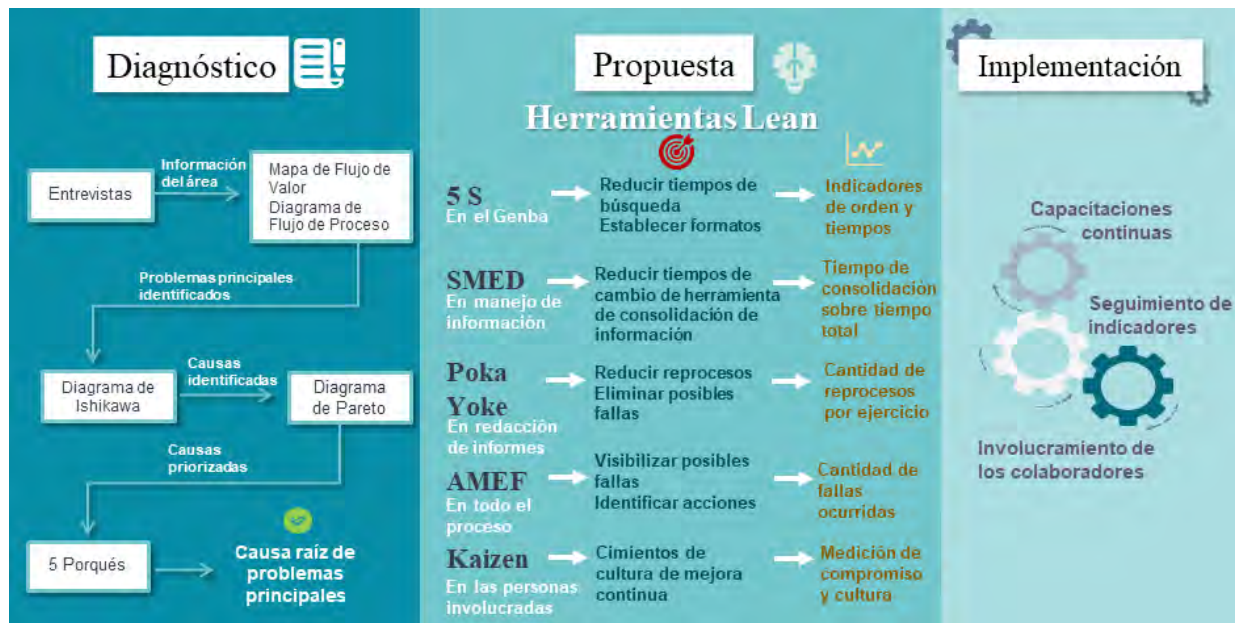 Diagnóstico
Entrevistas
Información
del área
Mapa de Flujo de
Valor
Diagrama de
Flujo de Proceso
Problemas principales
identificados
Diagrama de
Ishikawa
Causas
identificadas
Diagrama
de Pareto
Causas
priorizadas
5 Porqués
Causa raíz de
problemas
principales
Propuesta
Herramientas Lean
5 S
En el Genba
Reducir tiempos de
búsqueda
Establecer formatos
Indicadores
de orden y
tiempos
SMED
En manejo de
información
Reducir tiempos de
cambio de herramienta
de consolidación de
información
Tiempo de
consolidación
sobre tiempo
total
Poka
Yoke
En redacción
de informes
Reducir reprocesos
Eliminar posibles
fallas
Cantidad de
reprocesos
por ejercicio
AMEF
En todo el
proceso
Visibilizar posibles
fallas
Identificar acciones
Cantidad de
fallas
ocurridas
Kaizen
En las personas
involucradas
Cimientos de
cultura de mejora
continua
Medición de
compromiso
y cultura
Implementación
Capacitaciones
continuas
Seguimiento de
indicadores
Involucramiento de
los colaboradores